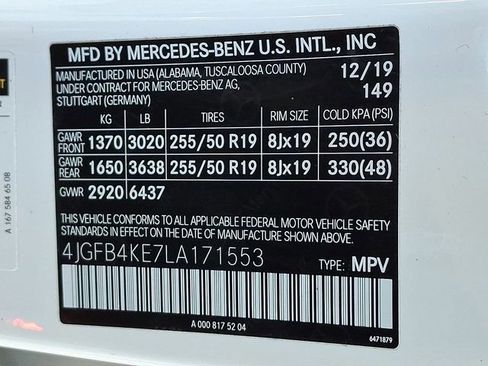 MFD BY MERCEDES-BENZ U.S. INTL., INC
MANUFACTURED IN USA (ALABAMA, TUSCALOOSA COUNTY) 12/19
UNDER CONTRACT FOR MERCEDES-BENZ AG, 149
STUTTGART (GERMANY)
KG LB TIRES RIM SIZE COLD KPA (PSI)
GAWR FRONT 1370 3020 255/50 R19 8Jx19 250(36)
GAWR REAR 1650 3638 255/50 R19 8Jx19 330(48)
GVWR 2920 6437
THIS VEHICLE CONFORMS TO ALL APPLICABLE FEDERAL MOTOR VEHICLE SAFETY
STANDARDS IN EFFECT ON THE DATE OF MANUFACTURE SHOWN ABOVE.
4JGFB4KE7LA171553 TYPE: MPV
A 000 817 52 04
6471879
A 167 584 65 08